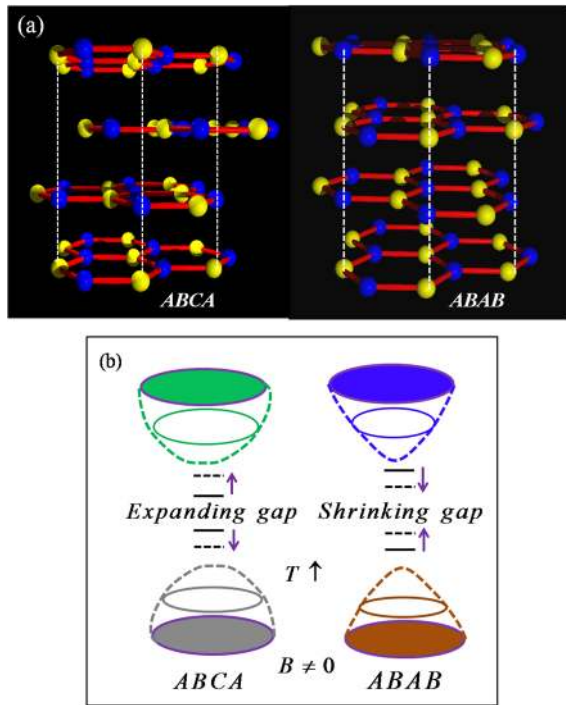 (a)
ABCA
ABAB
(b)
Expanding gap
Shrinking gap
T ↑
B ≠ 0
ABCA
ABAB